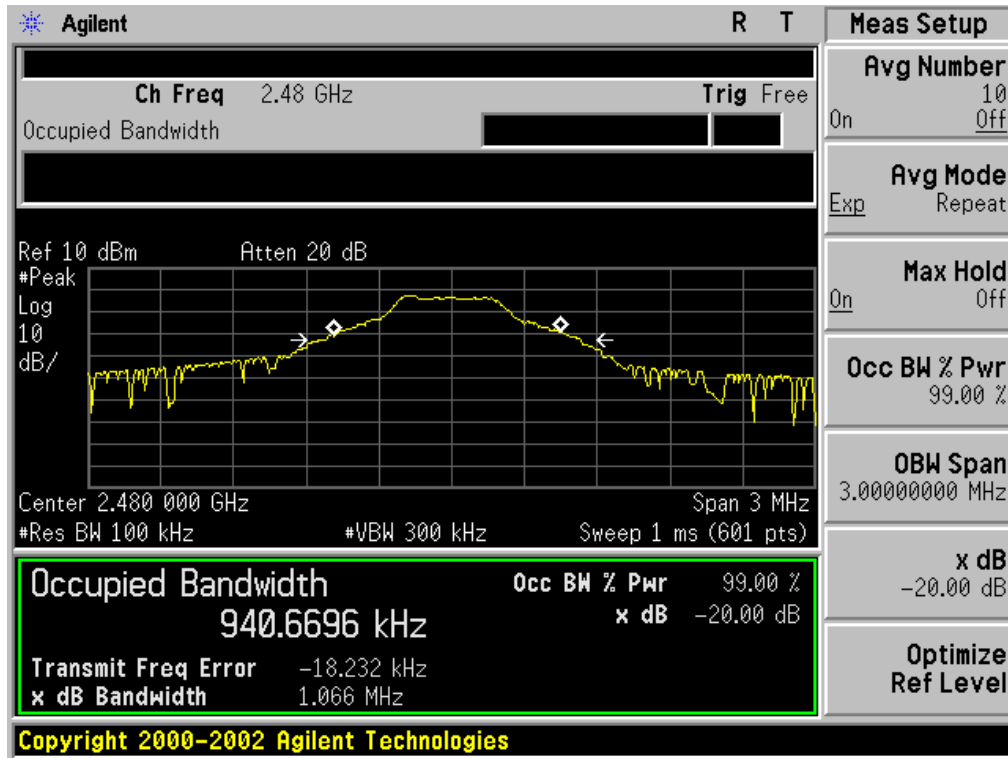 Agilent R T
Ch Freq 2.48 GHz Trig Free
Occupied Bandwidth
Ref 10 dBm Atten 20 dB
#Peak
Log
10
dB/
Center 2.480 000 GHz Span 3 MHz
#Res BW 100 kHz #VBW 300 kHz Sweep 1 ms (601 pts)
Occupied Bandwidth Occ BW % Pwr 99.00 %
940.6696 kHz x dB -20.00 dB
Transmit Freq Error -18.232 kHz
x dB Bandwidth 1.066 MHz
Copyright 2000-2002 Agilent Technologies
Meas Setup
Avg Number
10
On Off
Avg Mode
Exp Repeat
Max Hold
On Off
Occ BW % Pwr
99.00 %
OBW Span
3.00000000 MHz
x dB
-20.00 dB
Optimize
Ref Level